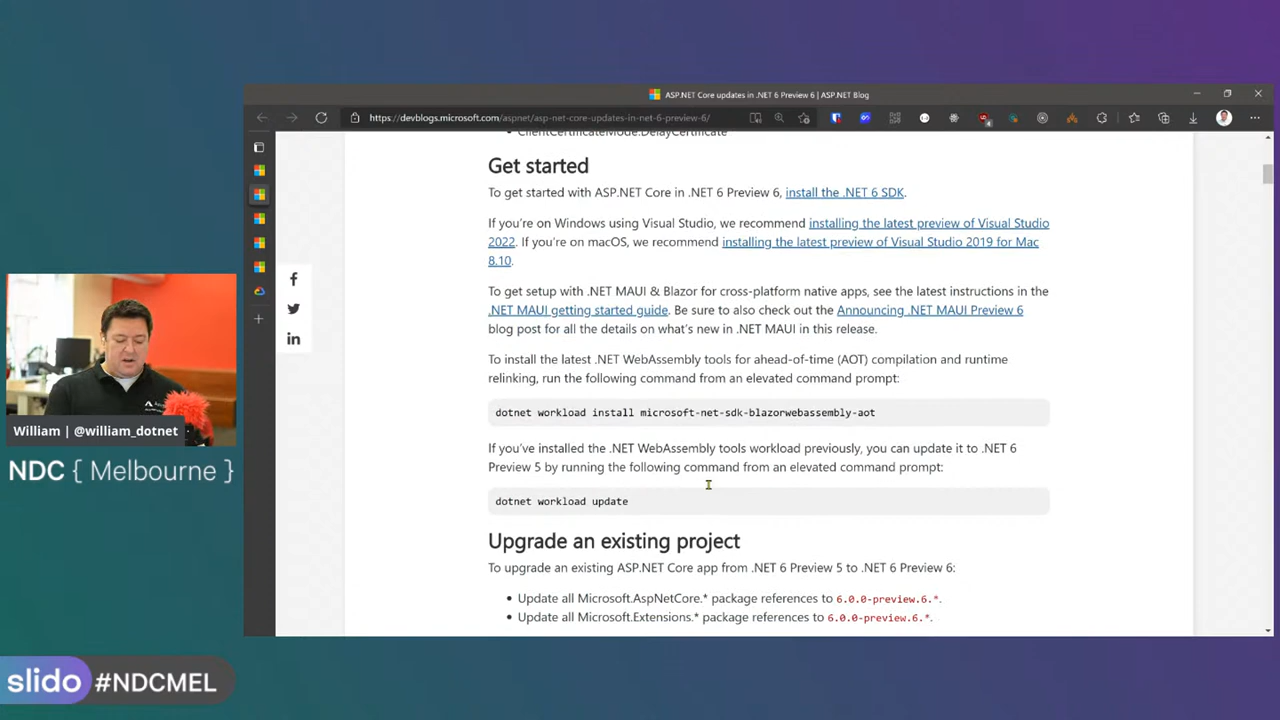 ASP.NET Core updates in .NET 6 Preview 6 | ASP.NET Blog
https://devblogs.microsoft.com/aspnet/asp-net-core-updates-in-net-6-preview-6/
ClientCertificateMode.DelayCertificate
Get started
To get started with ASP.NET Core in .NET 6 Preview 6, install the .NET 6 SDK.
If you're on Windows using Visual Studio, we recommend installing the latest preview of Visual Studio
2022. If you're on macOS, we recommend installing the latest preview of Visual Studio 2019 for Mac
8.10.
To get setup with .NET MAUI & Blazor for cross-platform native apps, see the latest instructions in the
.NET MAUI getting started guide. Be sure to also check out the Announcing .NET MAUI Preview 6
blog post for all the details on what's new in .NET MAUI in this release.
To install the latest .NET WebAssembly tools for ahead-of-time (AOT) compilation and runtime
relinking, run the following command from an elevated command prompt:
dotnet workload install microsoft-net-sdk-blazorwebassembly-aot
If you've installed the .NET WebAssembly tools workload previously, you can update it to .NET 6
Preview 5 by running the following command from an elevated command prompt:
dotnet workload update
Upgrade an existing project
To upgrade an existing ASP.NET Core app from .NET 6 Preview 5 to .NET 6 Preview 6:
Update all Microsoft.AspNetCore.* package references to 6.0.0-preview.6.*.
Update all Microsoft.Extensions.* package references to 6.0.0-preview.6.*.
William | @william_dotnet
NDC { Melbourne }
slido #NDCMEL